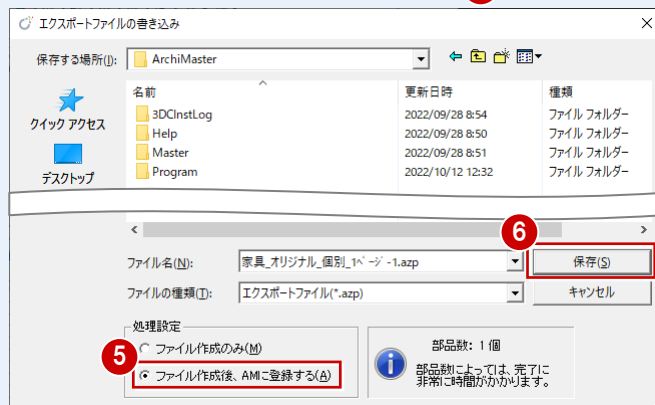 エクスポートファイルの書き込み
保存する場所(I): ArchiMaster
名前 更新日時 種類
3DCInstLog 2022/09/28 8:54 ファイル フォルダー
Help 2022/09/28 8:50 ファイル フォルダー
Master 2022/09/28 8:51 ファイル フォルダー
Program 2022/10/12 12:32 ファイル フォルダー
クイック アクセス
デスクトップ
6
ファイル名(N): 家具_オリジナル_個別_1ページ-1.azp 保存(S)
ファイルの種類(T): エクスポートファイル(*.azp) キャンセル
処理設定
5
ファイル作成のみ(M)
ファイル作成後、AMに登録する(A)
部品数: 1 個
部品数によっては、完了に
非常に時間がかかります。